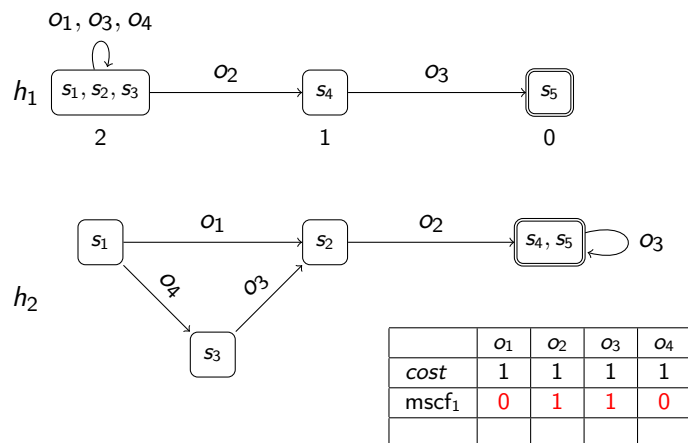 o₁, o₃, o₄
h₁ s₁, s₂, s₃ o₂ s₄ o₃ s₅
2 1 0
s₁ o₁ s₂ o₂ s₄, s₅ o₃
o₄ o₃
h₂
s₃
o₁ o₂ o₃ o₄
cost 1 1 1 1
mscf₁ 0 1 1 0